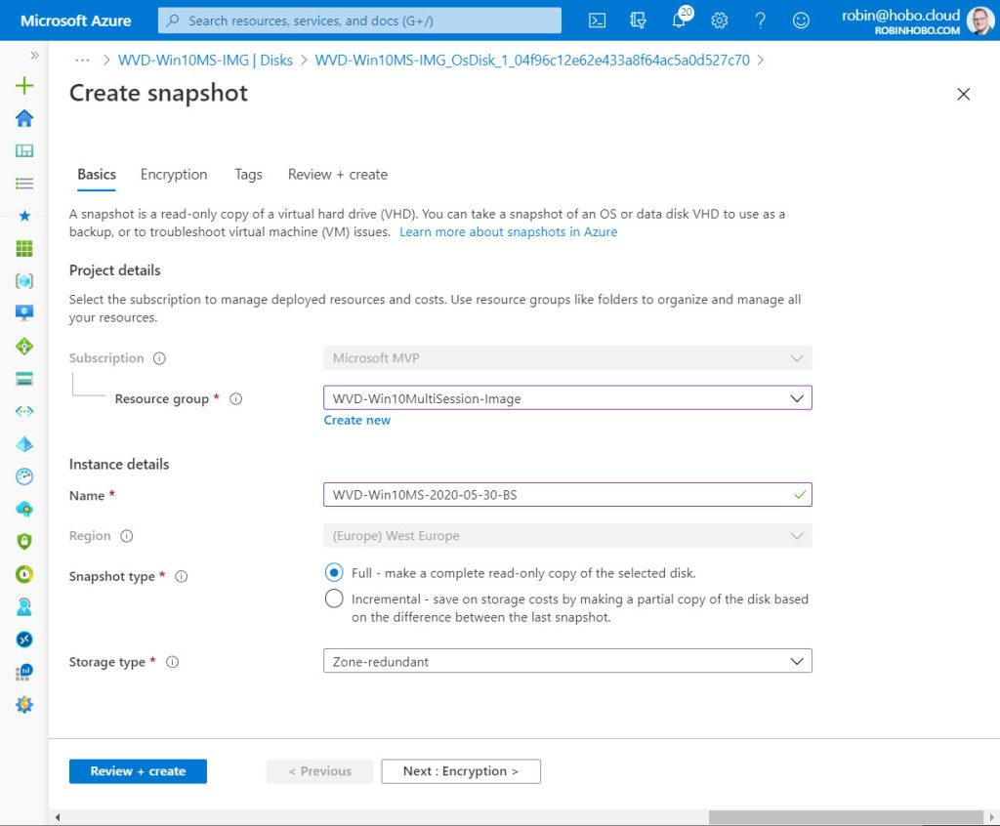 Microsoft Azure
Search resources, services, and docs (G+/)
20
robin@hobo.cloud
ROBINHOBO.COM
··· > WVD-Win10MS-IMG | Disks > WVD-Win10MS-IMG_OsDisk_1_04f96c12e62e433a8f64ac5a0d527c70 >
Create snapshot
Basics Encryption Tags Review + create
A snapshot is a read-only copy of a virtual hard drive (VHD). You can take a snapshot of an OS or data disk VHD to use as a
backup, or to troubleshoot virtual machine (VM) issues. Learn more about snapshots in Azure
Project details
Select the subscription to manage deployed resources and costs. Use resource groups like folders to organize and manage all
your resources.
Subscription
Microsoft MVP
Resource group *
WVD-Win10MultiSession-Image
Create new
Instance details
Name *
WVD-Win10MS-2020-05-30-BS
Region
(Europe) West Europe
Snapshot type *
Full - make a complete read-only copy of the selected disk.
Incremental - save on storage costs by making a partial copy of the disk based
on the difference between the last snapshot.
Storage type *
Zone-redundant
Review + create
< Previous
Next : Encryption >